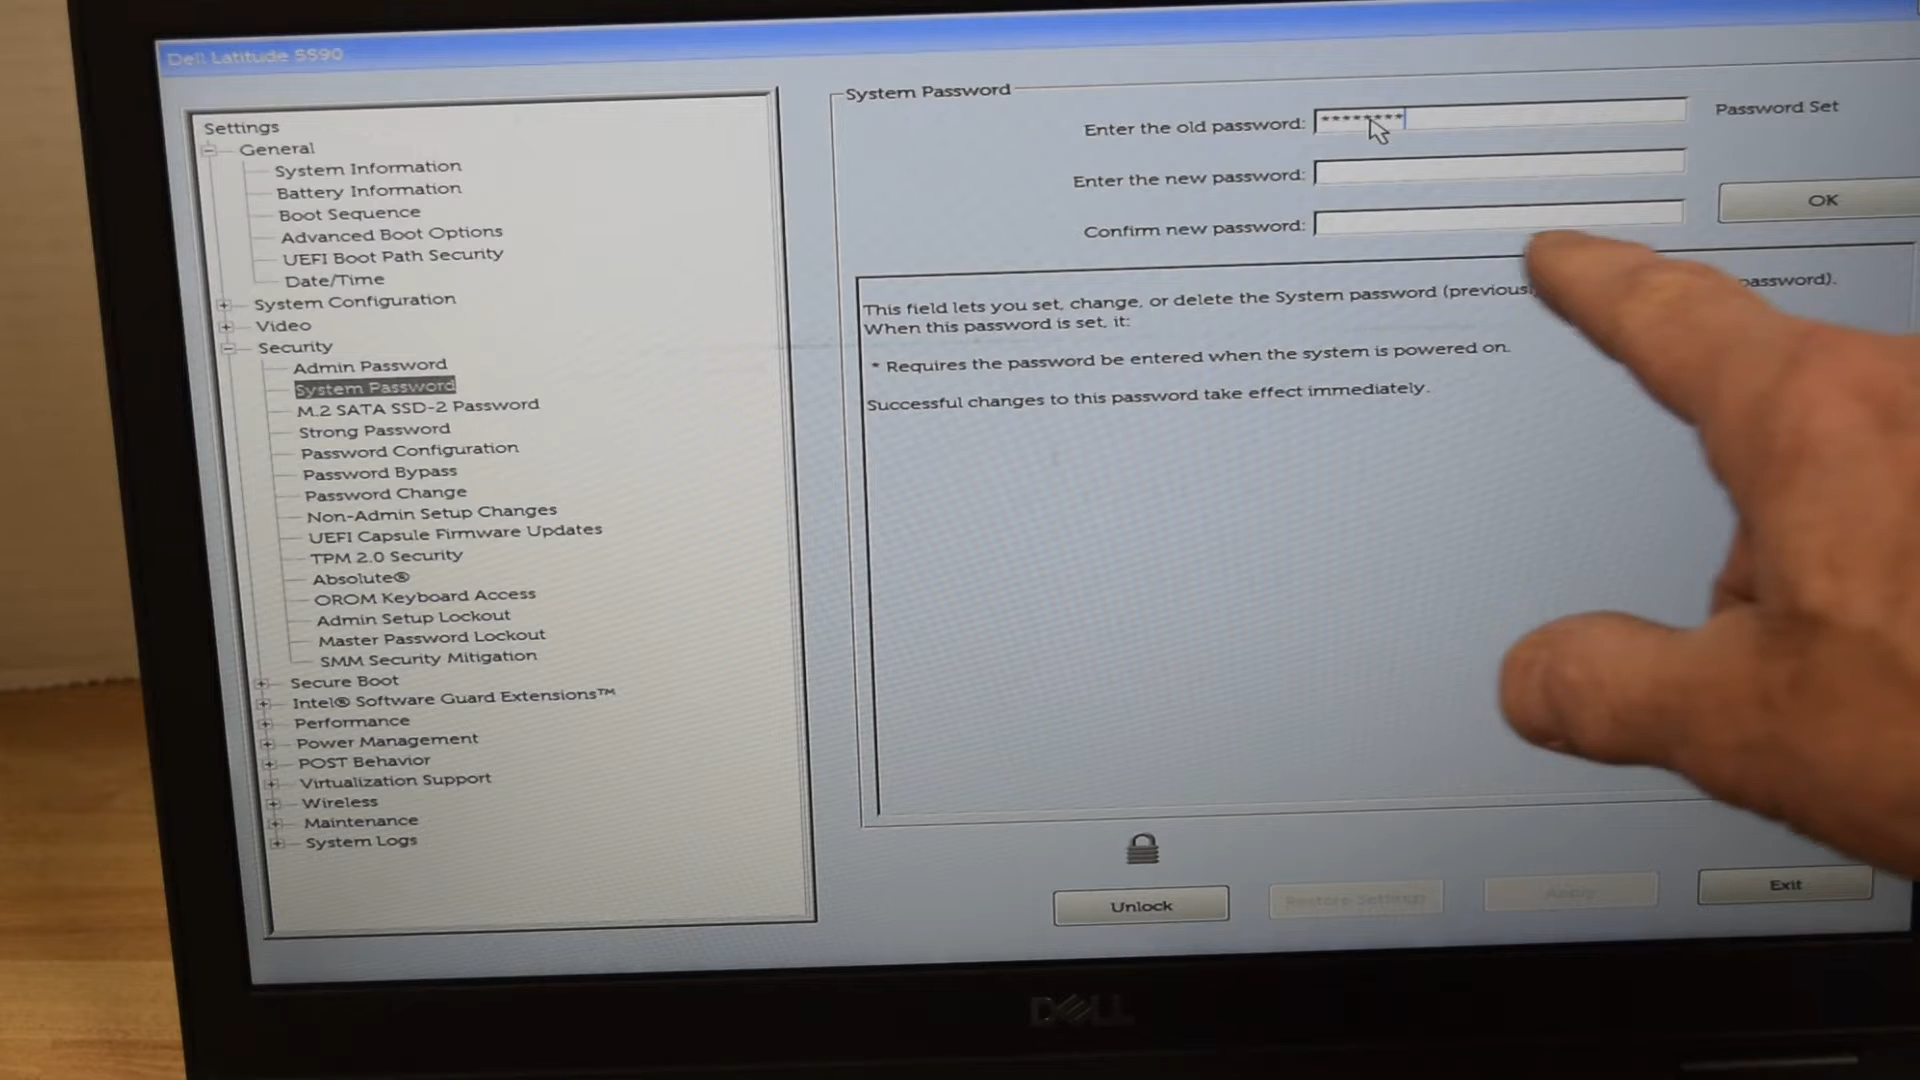 Dell Latitude 5590
Settings
General
System Information
Battery Information
Boot Sequence
Advanced Boot Options
UEFI Boot Path Security
Date/Time
System Configuration
Video
Security
Admin Password
System Password
M.2 SATA SSD-2 Password
Strong Password
Password Configuration
Password Bypass
Password Change
Non-Admin Setup Changes
UEFI Capsule Firmware Updates
TPM 2.0 Security
Absolute®
OROM Keyboard Access
Admin Setup Lockout
Master Password Lockout
SMM Security Mitigation
Secure Boot
Intel® Software Guard Extensions™
Performance
Power Management
POST Behavior
Virtualization Support
Wireless
Maintenance
System Logs
System Password
Enter the old password: ******** Password Set
Enter the new password:
OK
Confirm new password:
This field lets you set, change, or delete the System password (previous password).
When this password is set, it:
* Requires the password be entered when the system is powered on.
Successful changes to this password take effect immediately.
Unlock
Restore Settings
Apply
Exit
DELL